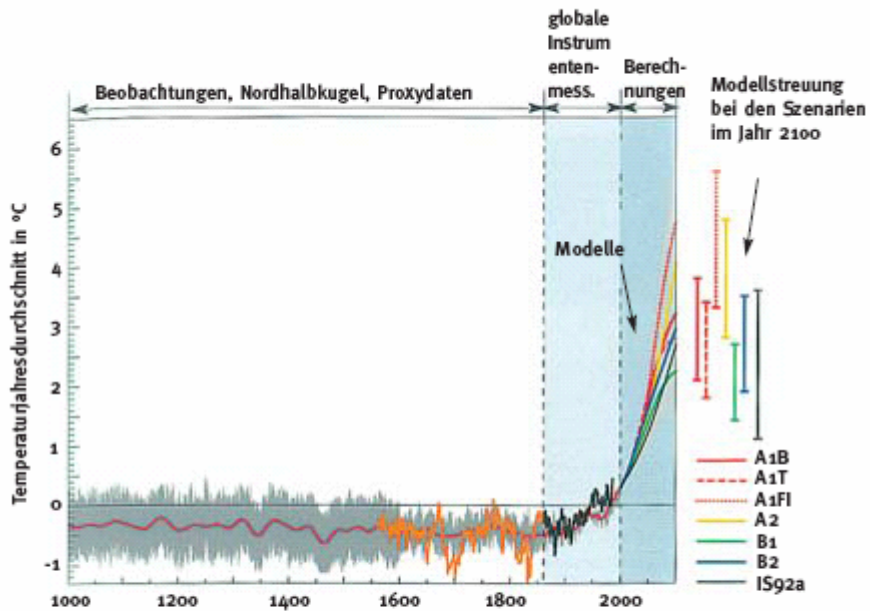 globale
Instrum
enten-
mess.
Beobachtungen, Nordhalbkugel, Proxydaten
Berech-
nungen
Modellstreuung
bei den Szenarien
im Jahr 2100
Temperaturjahresdurchschnitt in °C
6
5
4
3
2
1
0
-1
Modelle
A1B
A1T
A1FI
A2
B1
B2
IS92a
1000 1200 1400 1600 1800 2000